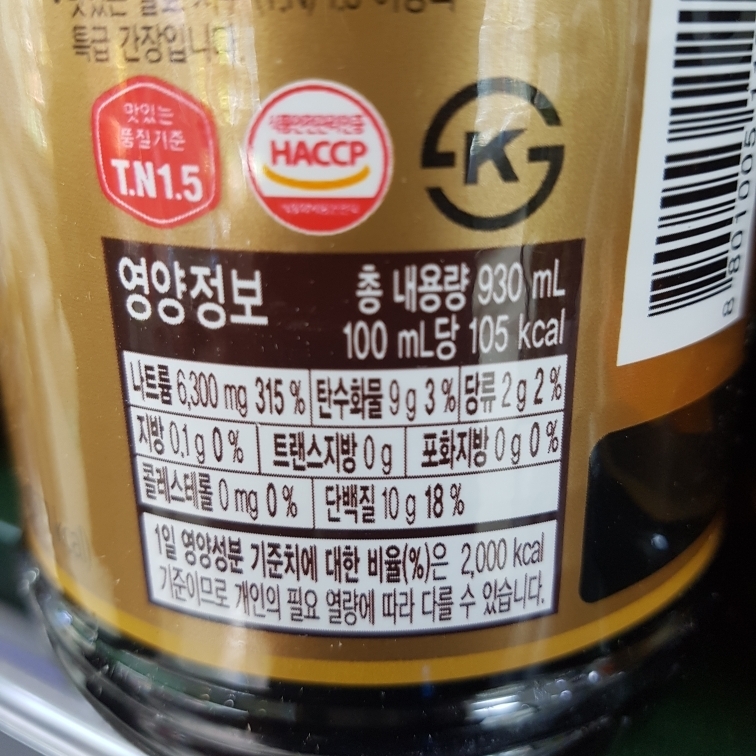 특급 간장입니다.
맛있는
품질기준
T.N1.5
HACCP
K
영양정보
총 내용량 930 mL
100 mL당 105 kcal
나트륨 6,300 mg 315 % 탄수화물 9 g 3 % 당류 2 g 2 %
지방 0.1 g 0 % 트랜스지방 0 g 포화지방 0 g 0 %
콜레스테롤 0 mg 0 % 단백질 10 g 18 %
1일 영양성분 기준치에 대한 비율(%)은 2,000 kcal
기준이므로 개인의 필요 열량에 따라 다를 수 있습니다.
8 801005